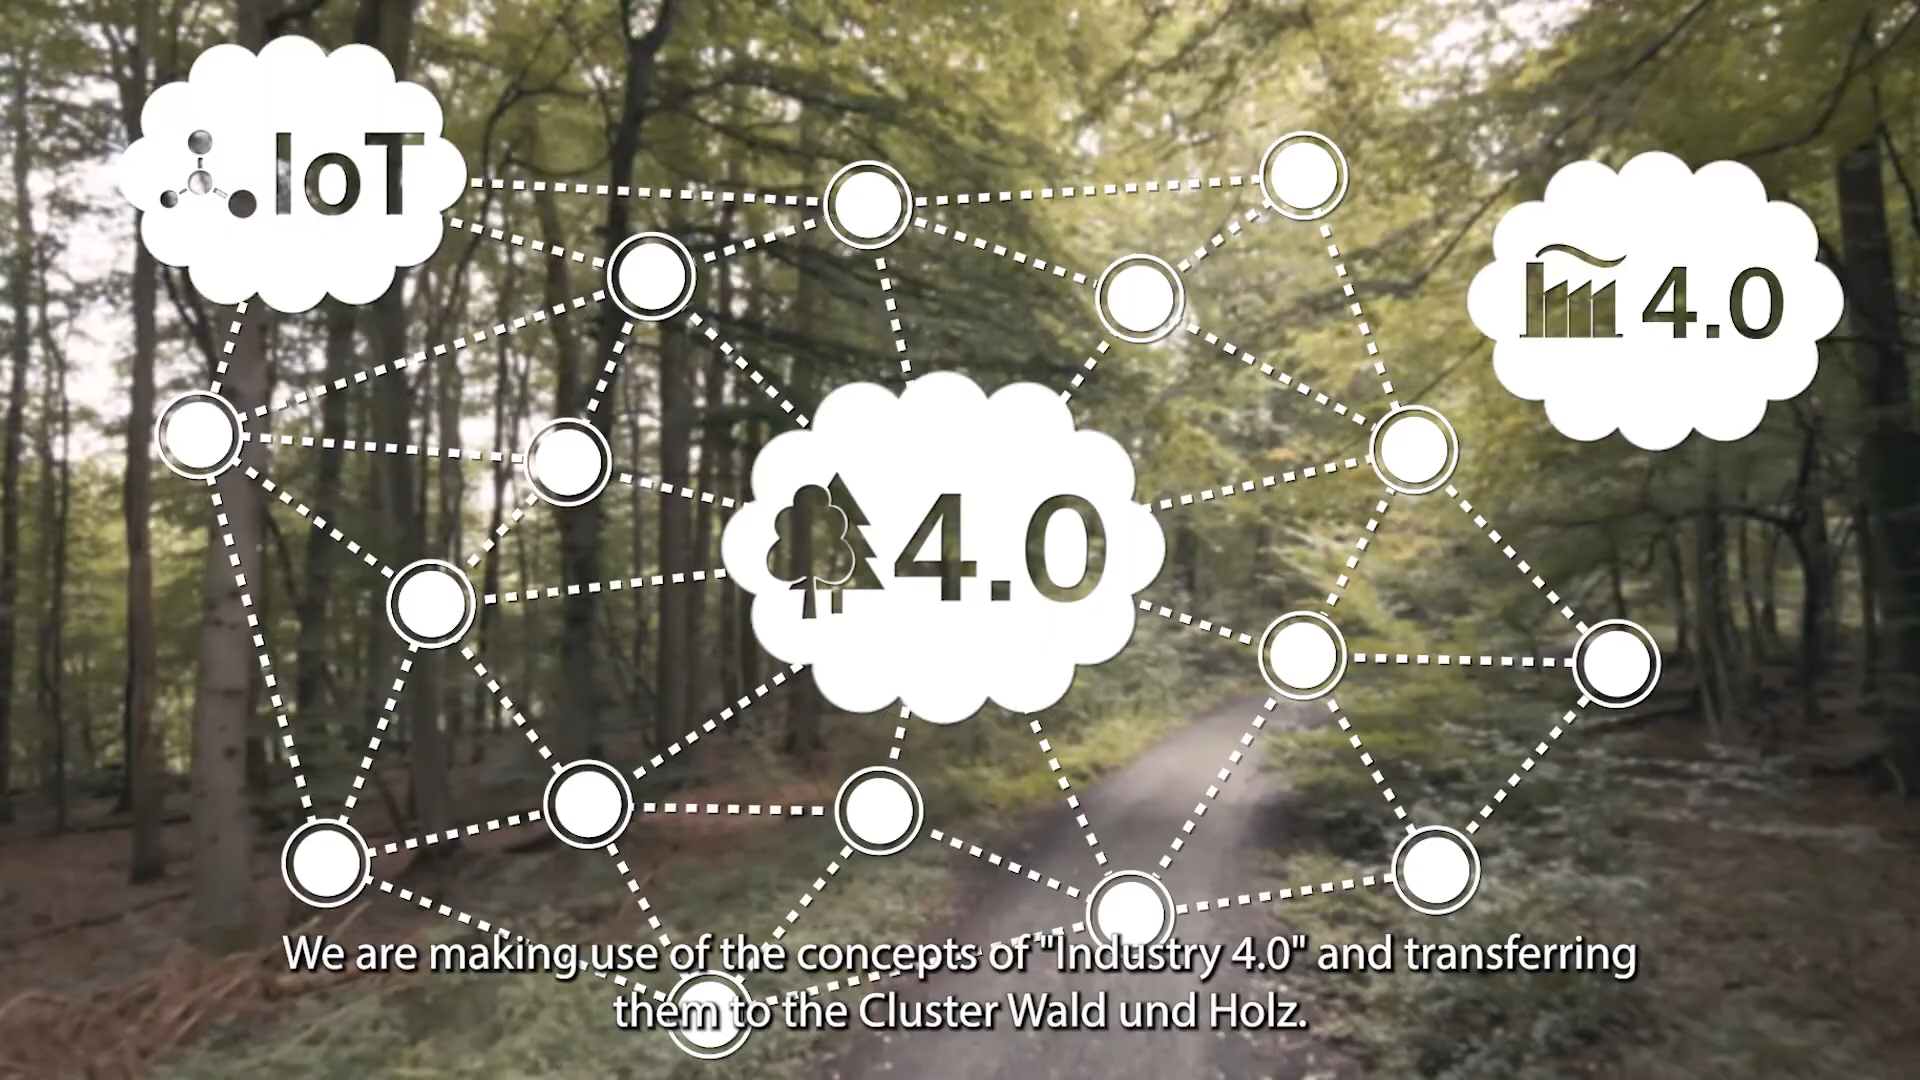 IoT
4.0
4.0
We are making use of the concepts of "Industry 4.0" and transferring
them to the Cluster Wald und Holz.